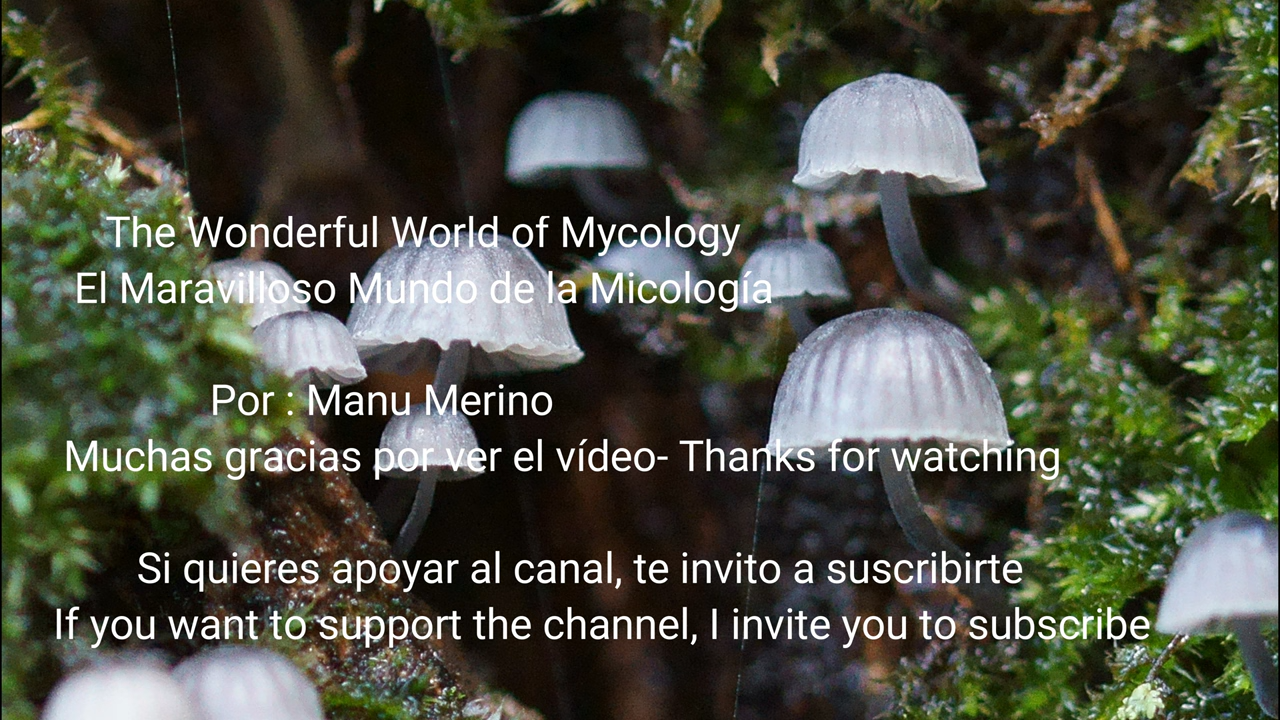 The Wonderful World of Mycology
El Maravilloso Mundo de la Micología
Por : Manu Merino
Muchas gracias por ver el vídeo- Thanks for watching
Si quieres apoyar al canal, te invito a suscribirte
If you want to support the channel, I invite you to subscribe